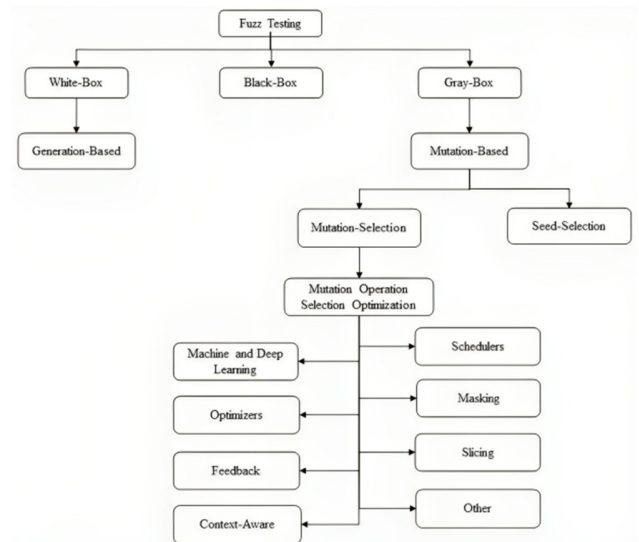 Fuzz Testing
White-Box
Black-Box
Gray-Box
Generation-Based
Mutation-Based
Mutation-Selection
Seed-Selection
Mutation Operation
Selection Optimization
Machine and Deep
Learning
Schedulers
Optimizers
Masking
Feedback
Slicing
Context-Aware
Other